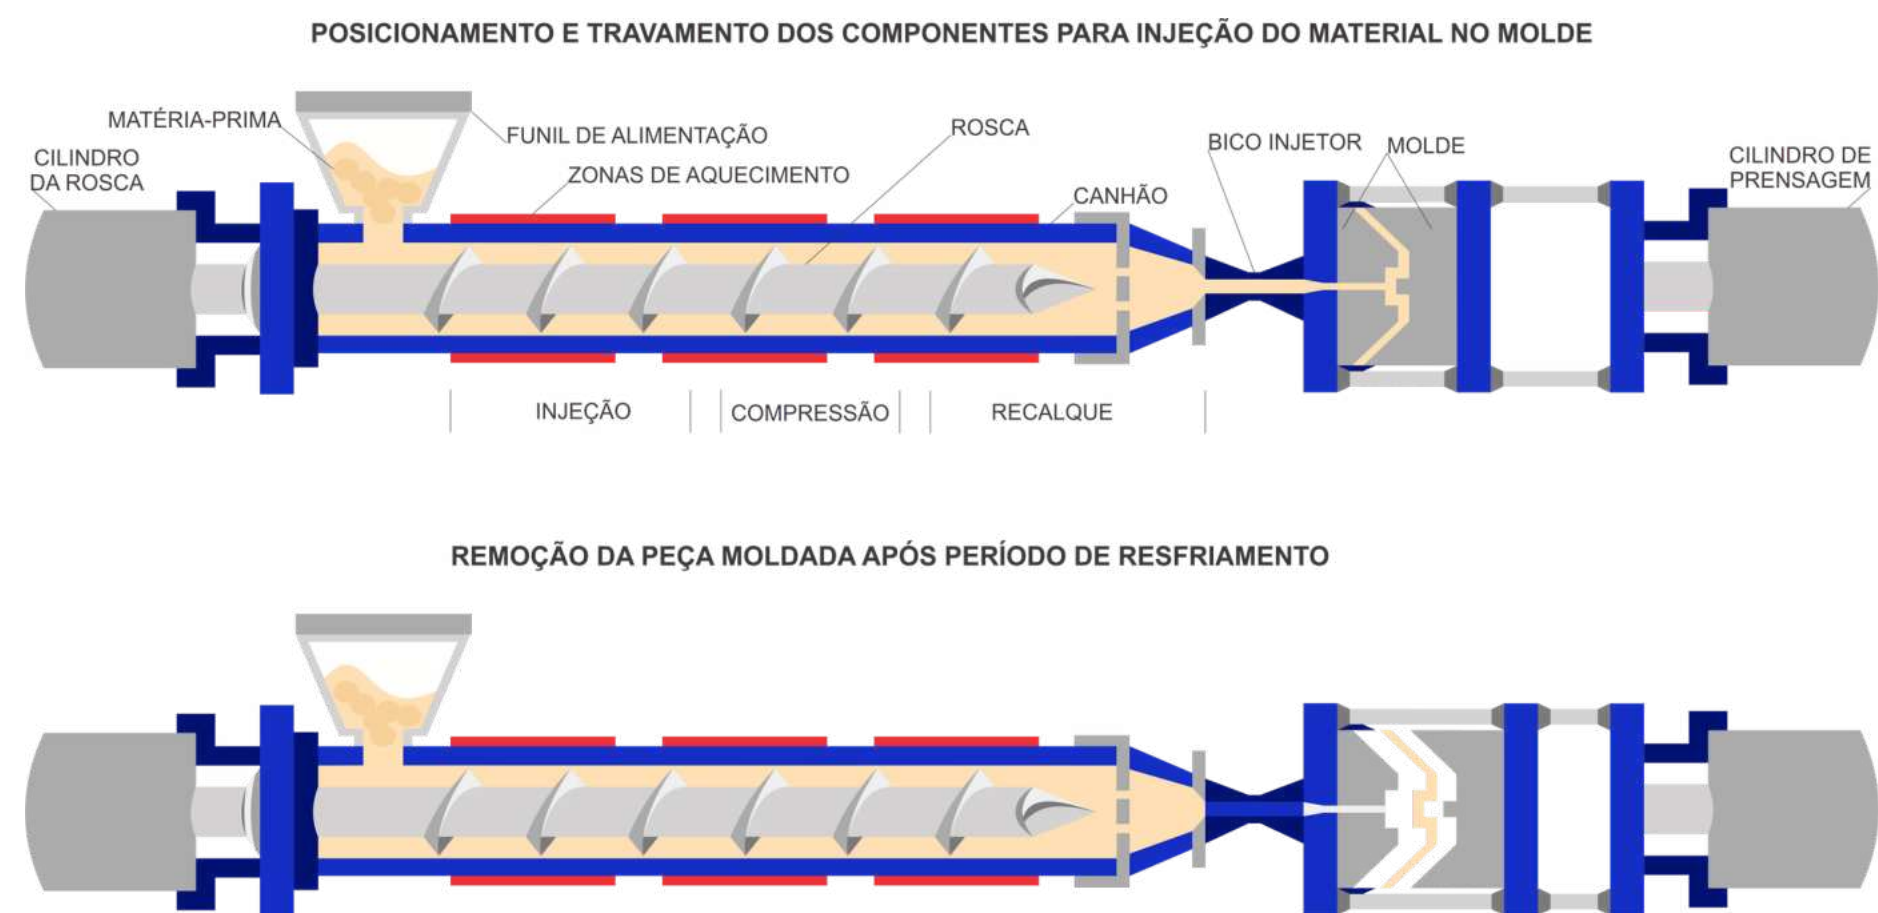 POSICIONAMENTO E TRAVAMENTO DOS COMPONENTES PARA INJEÇÃO DO MATERIAL NO MOLDE
MATÉRIA-PRIMA
FUNIL DE ALIMENTAÇÃO
ROSCA
BICO INJETOR
MOLDE
CILINDRO
DA ROSCA
ZONAS DE AQUECIMENTO
CANHÃO
CILINDRO DE
PRENSAGEM
INJEÇÃO
COMPRESSÃO
RECALQUE
REMOÇÃO DA PEÇA MOLDADA APÓS PERÍODO DE RESFRIAMENTO